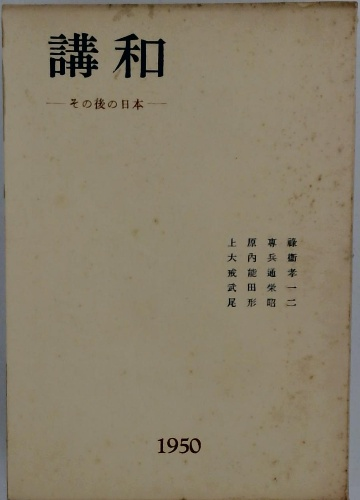 講和
その後の日本
上原専禄
大内兵衛
戒能通孝
武田栄一
尾形昭二
1950